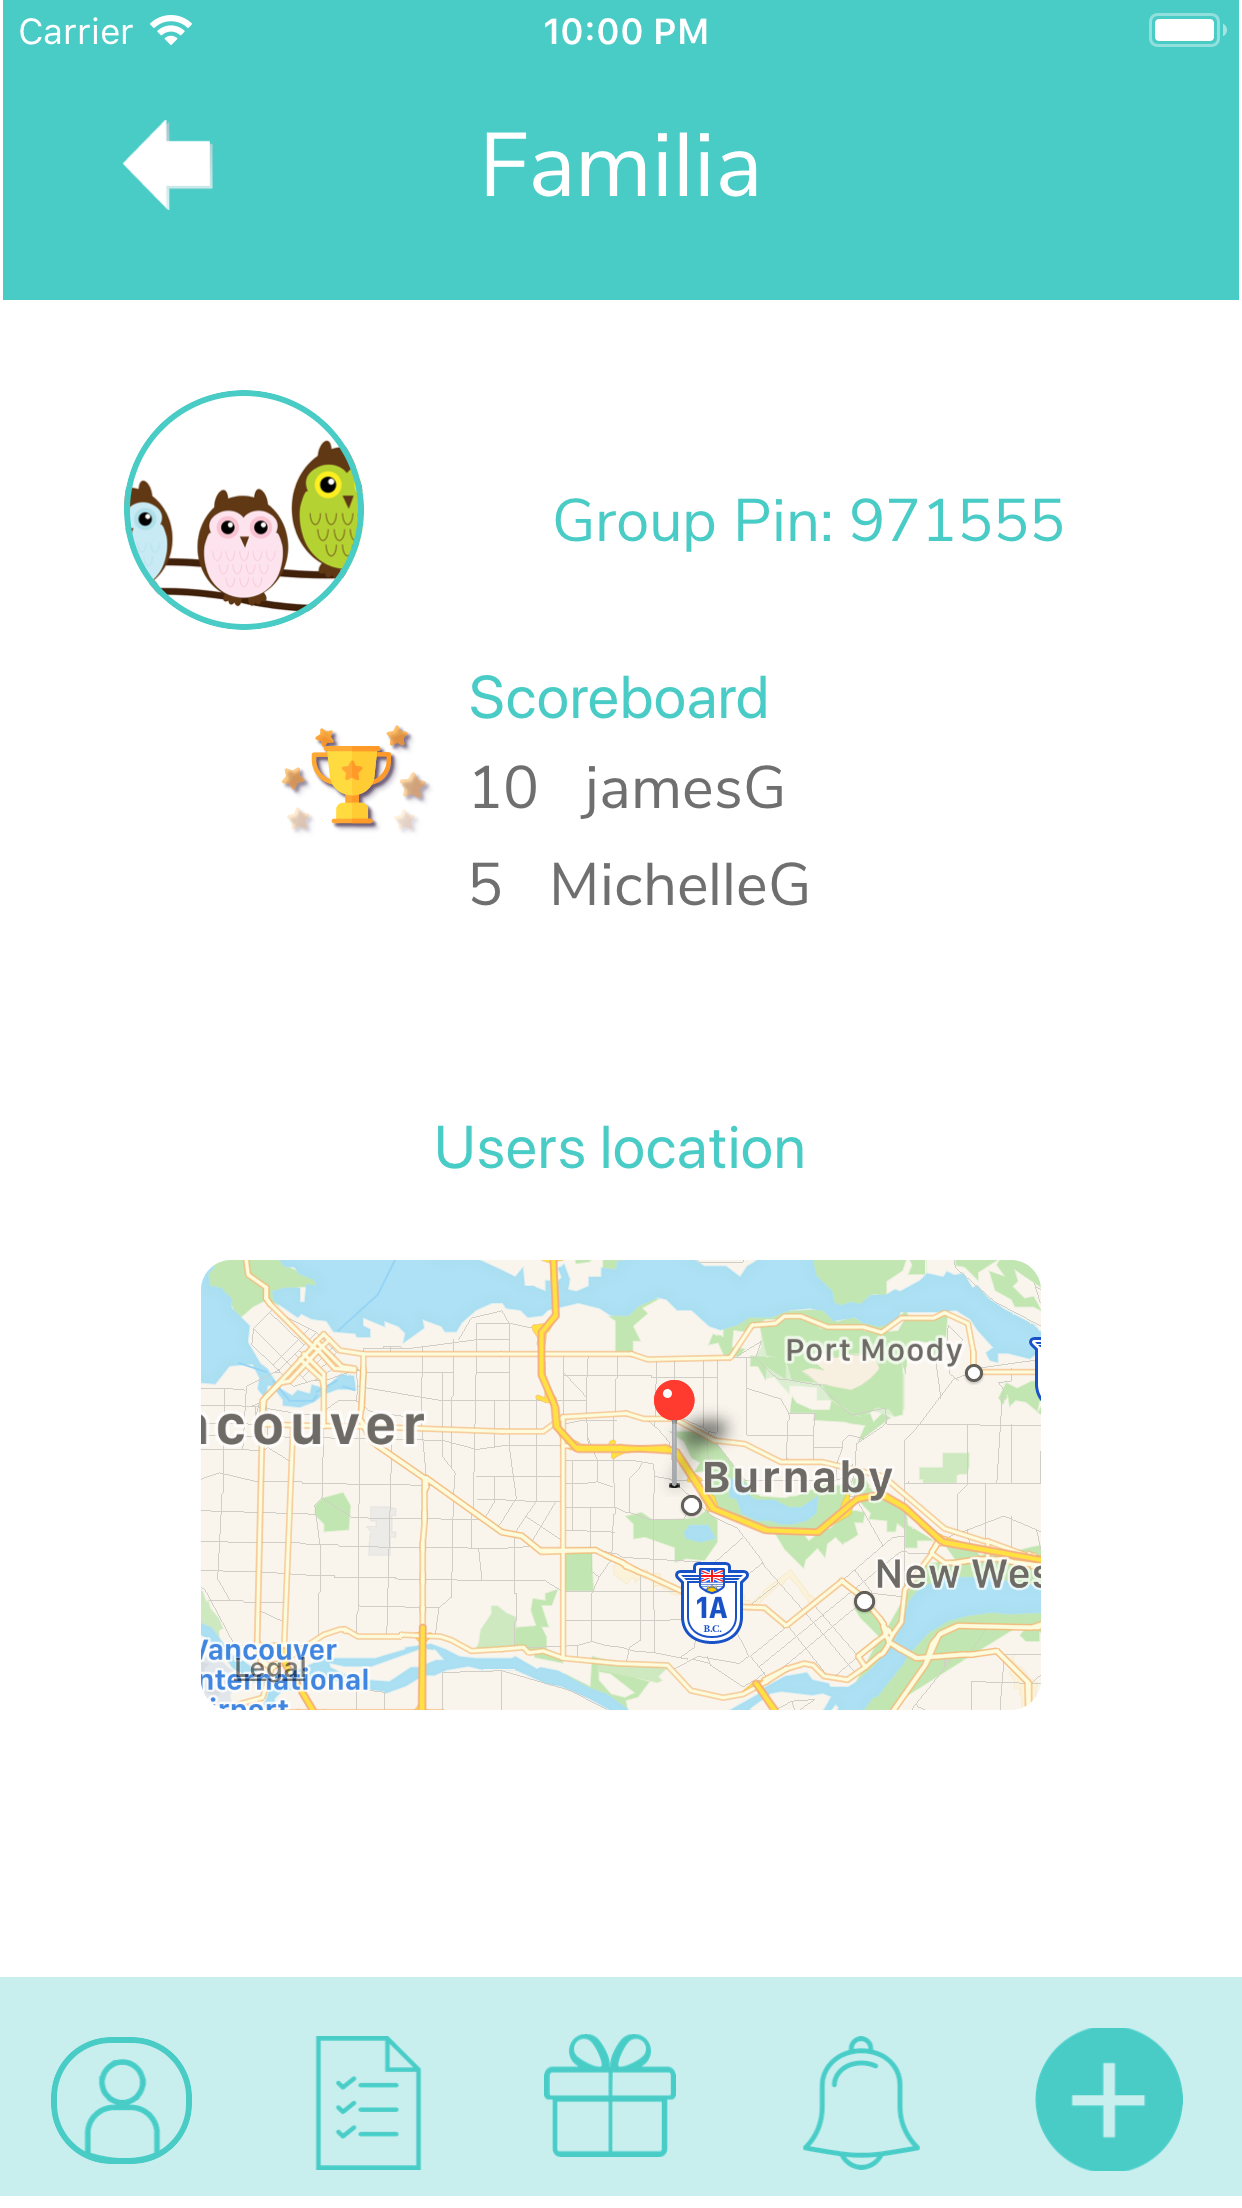 Carrier 10:00 PM
Familia
Group Pin: 971555
Scoreboard
10 jamesG
5 MichelleG
Users location
Port Moody
ncouver
Burnaby
New Wes
1A
B.C.
Vancouver
International
Airport
Legal